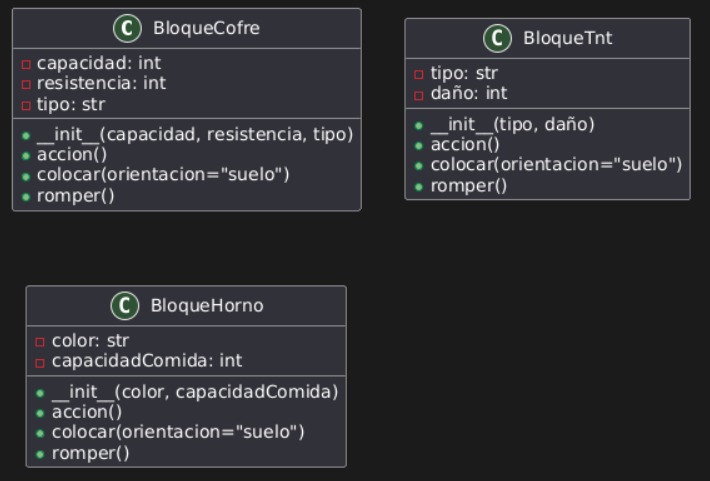 C BloqueCofre
capacidad: int
resistencia: int
tipo: str
__init__(capacidad, resistencia, tipo)
accion()
colocar(orientacion="suelo")
romper()
C BloqueTnt
tipo: str
daño: int
__init__(tipo, daño)
accion()
colocar(orientacion="suelo")
romper()
C BloqueHorno
color: str
capacidadComida: int
__init__(color, capacidadComida)
accion()
colocar(orientacion="suelo")
romper()